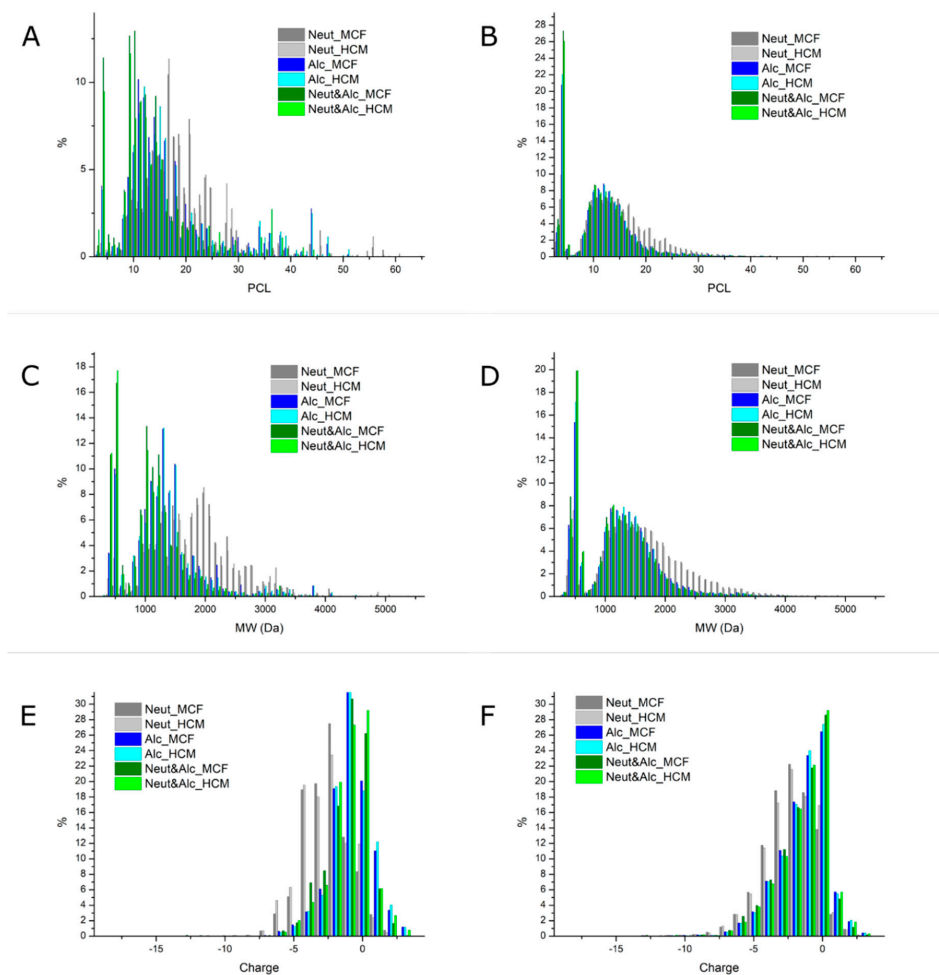 A
Neut_MCF
Neut_HCM
Alc_MCF
Alc_HCM
Neut&Alc_MCF
Neut&Alc_HCM
%
10
5
0
10 20 30 40 50 60
PCL
B
Neut_MCF
Neut_HCM
Alc_MCF
Alc_HCM
Neut&Alc_MCF
Neut&Alc_HCM
%
28
26
24
22
20
18
16
14
12
10
8
6
4
2
0
10 20 30 40 50 60
PCL
C
Neut_MCF
Neut_HCM
Alc_MCF
Alc_HCM
Neut&Alc_MCF
Neut&Alc_HCM
%
18
16
14
12
10
8
6
4
2
0
1000 2000 3000 4000 5000
MW (Da)
D
Neut_MCF
Neut_HCM
Alc_MCF
Alc_HCM
Neut&Alc_MCF
Neut&Alc_HCM
%
20
18
16
14
12
10
8
6
4
2
0
1000 2000 3000 4000 5000
MW (Da)
E
Neut_MCF
Neut_HCM
Alc_MCF
Alc_HCM
Neut&Alc_MCF
Neut&Alc_HCM
%
30
28
26
24
22
20
18
16
14
12
10
8
6
4
2
0
-15 -10 -5 0
Charge
F
Neut_MCF
Neut_HCM
Alc_MCF
Alc_HCM
Neut&Alc_MCF
Neut&Alc_HCM
%
30
28
26
24
22
20
18
16
14
12
10
8
6
4
2
0
-15 -10 -5 0
Charge